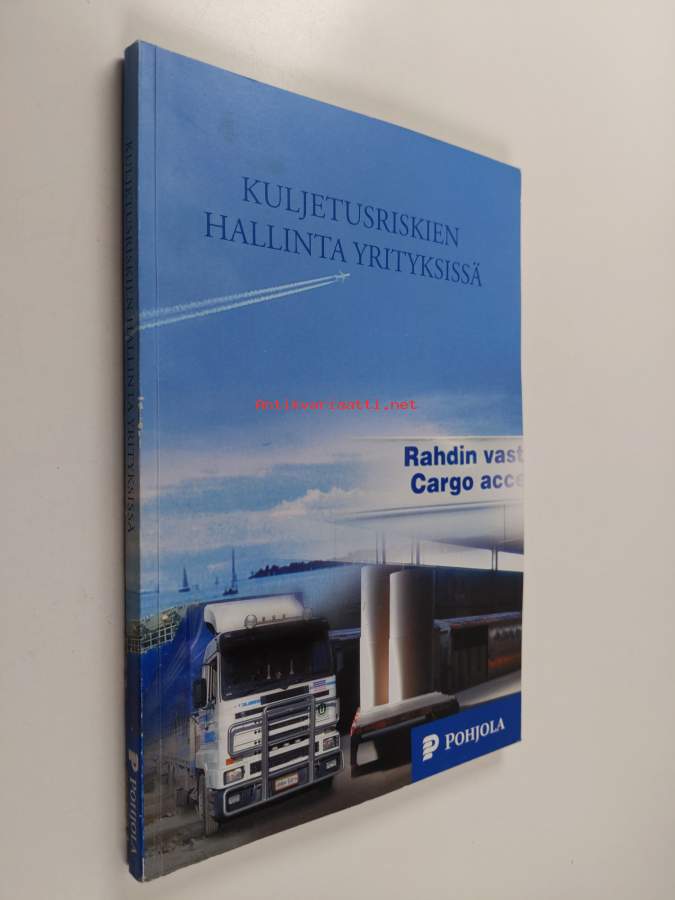 KULJETUSRISKIEN
HALLINTA YRITYKSISSÄ
Antikvariaatti.net
Rahdin vast
Cargo acce
POHJOLA
KULJETUSRISKIEN HALLINTA YRITYKSISSÄ
POHJOLA